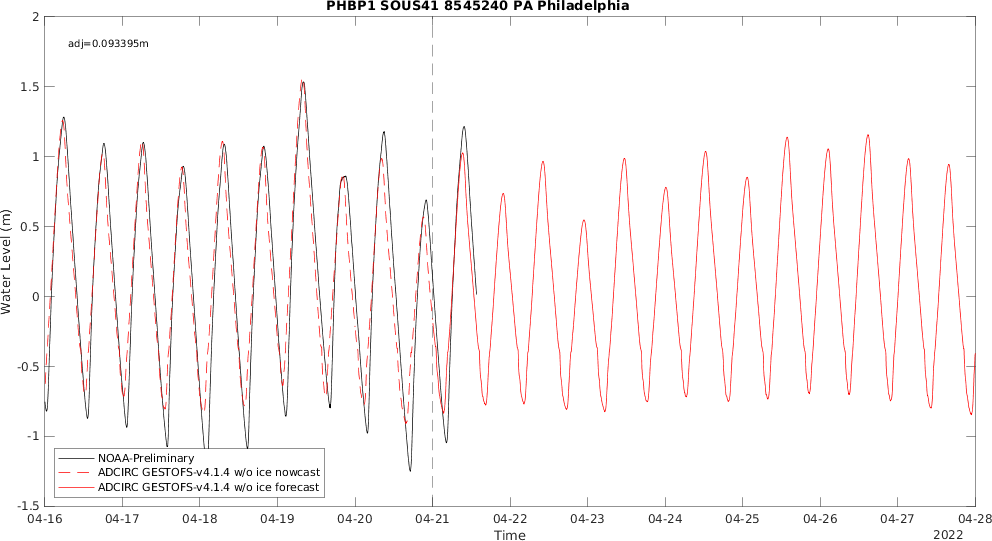 PHBP1 SOUS41 8545240 PA Philadelphia
adj=0.093395m
Water Level (m)
2
1.5
1
0.5
0
-0.5
-1
-1.5
NOAA-Preliminary
ADCIRC GESTOFS-v4.1.4 w/o ice nowcast
ADCIRC GESTOFS-v4.1.4 w/o ice forecast
04-16 04-17 04-18 04-19 04-20 04-21 04-22 04-23 04-24 04-25 04-26 04-27 04-28
Time
2022